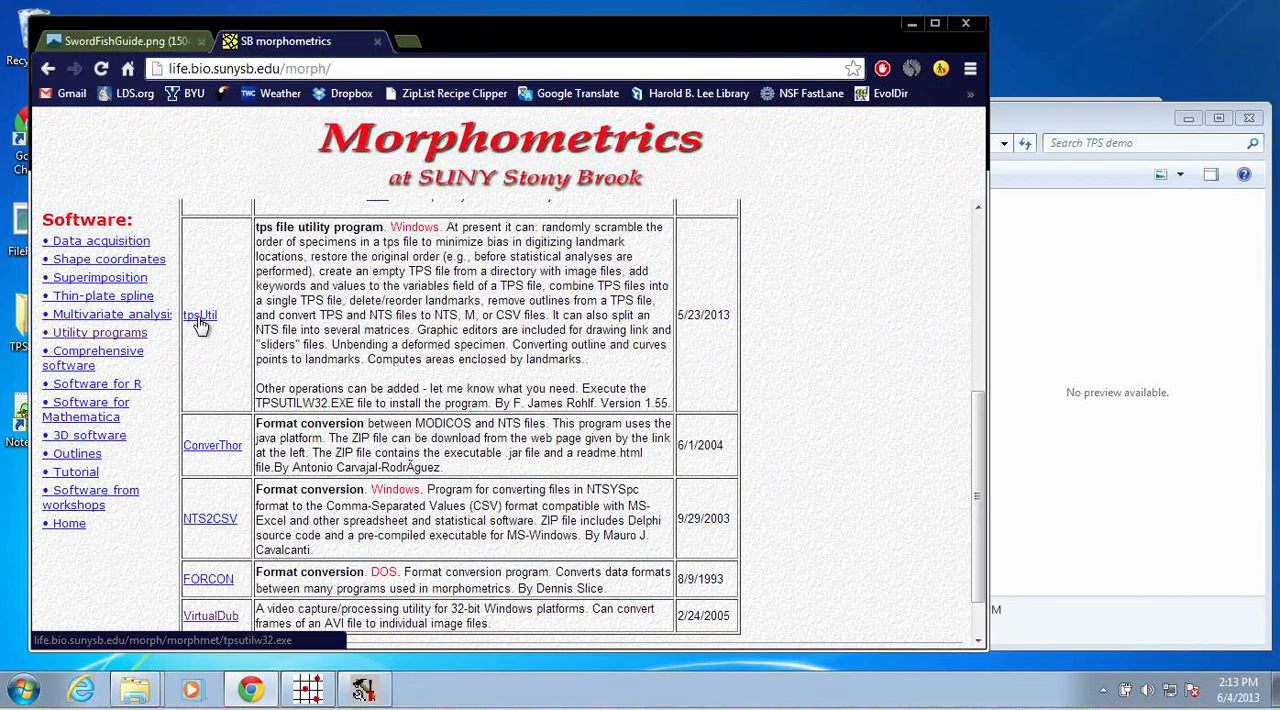 SwordFishGuide.png (1504
SB morphometrics
life.bio.sunysb.edu/morph/
Gmail
LDS.org
BYU
TWC Weather
Dropbox
ZipList Recipe Clipper
Google Translate
Harold B. Lee Library
NSF FastLane
EvolDir
»
Morphometrics
at SUNY Stony Brook
Software:
• Data acquisition
• Shape coordinates
• Superimposition
• Thin-plate spline
• Multivariate analysis
• Utility programs
• Comprehensive
software
• Software for R
• Software for
Mathematica
• 3D software
• Outlines
• Tutorial
• Software from
workshops
• Home
tpsUtil
tps file utility program. Windows. At present it can: randomly scramble the
order of specimens in a tps file to minimize bias in digitizing landmark
locations, restore the original order (e.g., before statistical analyses are
performed), create an empty TPS file from a directory with image files, add
keywords and values to the variables field of a TPS file, combine TPS files into
a single TPS file, delete/reorder landmarks, remove outlines from a TPS file,
and convert TPS and NTS files to NTS, M, or CSV files. It can also split an
NTS file into several matrices. Graphic editors are included for drawing link and
"sliders" files. Unbending a deformed specimen. Converting outline and curves
points to landmarks. Computes areas enclosed by landmarks..
Other operations can be added - let me know what you need. Execute the
TPSUTILW32.EXE file to install the program. By F. James Rohlf. Version 1.55.
5/23/2013
ConverThor
Format conversion between MODICOS and NTS files. This program uses the
java platform. The ZIP file can be download from the web page given by the link
at the left. The ZIP file contains the executable .jar file and a readme.html
file.By Antonio Carvajal-RodrÃguez.
6/1/2004
NTS2CSV
Format conversion. Windows. Program for converting files in NTSYSpc
format to the Comma-Separated Values (CSV) format compatible with MS-
Excel and other spreadsheet and statistical software. ZIP file includes Delphi
source code and a pre-compiled executable for MS-Windows. By Mauro J.
Cavalcanti.
9/29/2003
FORCON
Format conversion. DOS. Format conversion program. Converts data formats
between many programs used in morphometrics. By Dennis Slice.
8/9/1993
VirtualDub
A video capture/processing utility for 32-bit Windows platforms. Can convert
frames of an AVI file to individual image files.
2/24/2005
life.bio.sunysb.edu/morph/morphmet/tpsutilw32.exe
Search TPS demo
No preview available.
M
Recy
Go
Ch
FileF
TPS
Note
2:13 PM
6/4/2013